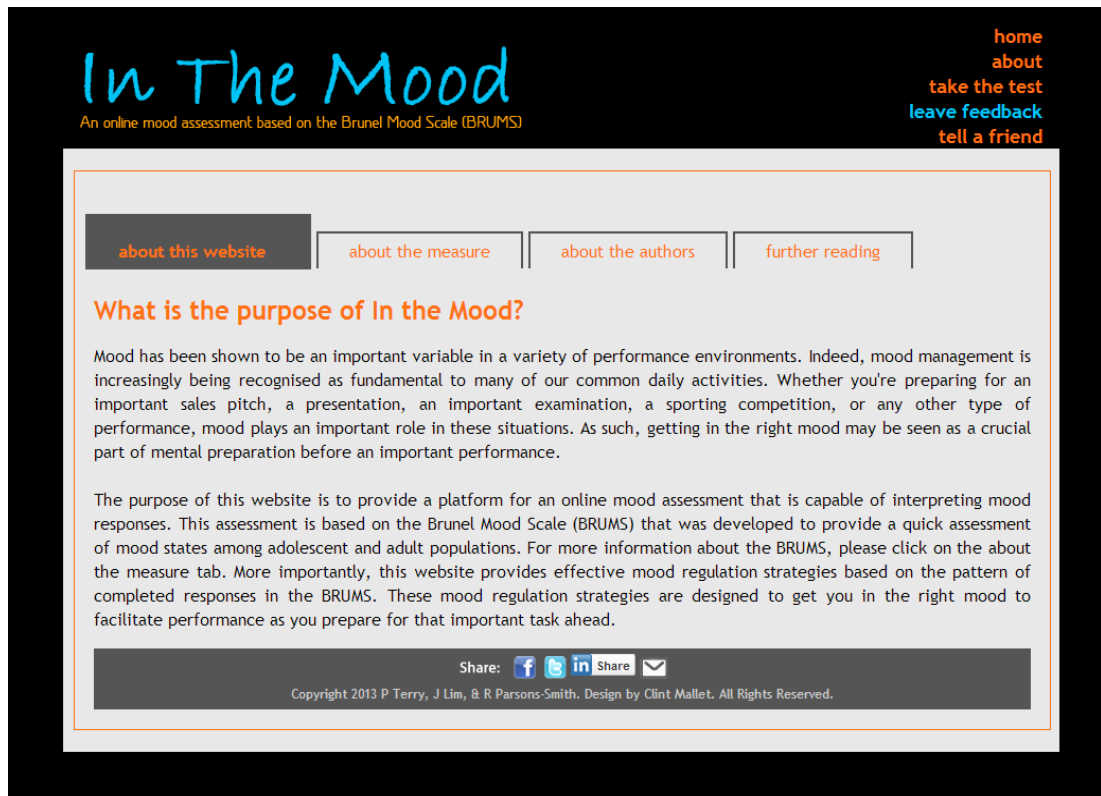 In The Mood
An online mood assessment based on the Brunel Mood Scale (BRUMS)
home
about
take the test
leave feedback
tell a friend
about this website
about the measure
about the authors
further reading
What is the purpose of In the Mood?
Mood has been shown to be an important variable in a variety of performance environments. Indeed, mood management is
increasingly being recognised as fundamental to many of our common daily activities. Whether you're preparing for an
important sales pitch, a presentation, an important examination, a sporting competition, or any other type of
performance, mood plays an important role in these situations. As such, getting in the right mood may be seen as a crucial
part of mental preparation before an important performance.
The purpose of this website is to provide a platform for an online mood assessment that is capable of interpreting mood
responses. This assessment is based on the Brunel Mood Scale (BRUMS) that was developed to provide a quick assessment
of mood states among adolescent and adult populations. For more information about the BRUMS, please click on the about
the measure tab. More importantly, this website provides effective mood regulation strategies based on the pattern of
completed responses in the BRUMS. These mood regulation strategies are designed to get you in the right mood to
facilitate performance as you prepare for that important task ahead.
Share: f t in Share
Copyright 2013 P Terry, J Lim, & R Parsons-Smith. Design by Clint Mallet. All Rights Reserved.